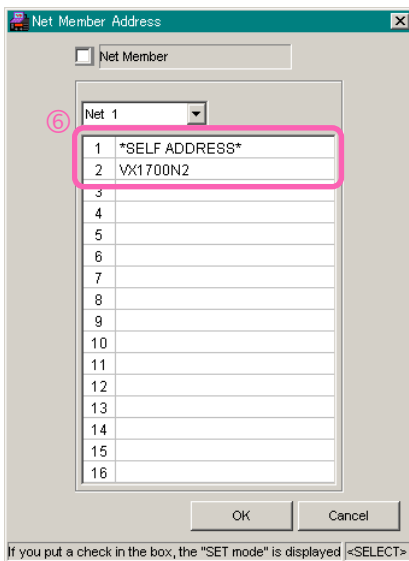 Net Member Address
Net Member
⑥
Net 1
1 *SELF ADDRESS*
2 VX1700N2
3
4
5
6
7
8
9
10
11
12
13
14
15
16
OK Cancel
If you put a check in the box, the "SET mode" is displayed <SELECT>